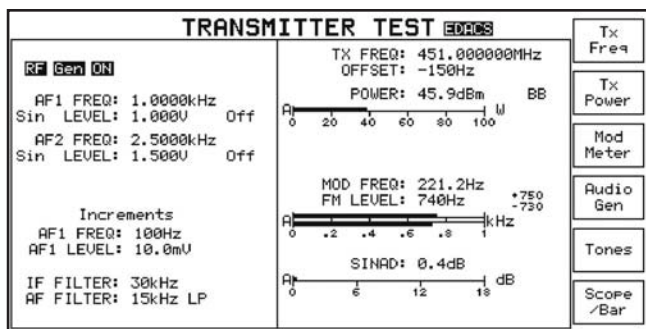 TRANSMITTER TEST EDACS
RF Gen ON
AF1 FREQ: 1.0000kHz
Sin LEVEL: 1.000V Off
AF2 FREQ: 2.5000kHz
Sin LEVEL: 1.500V Off
Increments
AF1 FREQ: 100Hz
AF1 LEVEL: 10.0mV
IF FILTER: 30kHz
AF FILTER: 15kHz LP
TX FREQ: 451.000000MHz
OFFSET: -150Hz
POWER: 45.9dBm BB
A W
0 20 40 60 80 100
MOD FREQ: 221.2Hz
FM LEVEL: 740Hz +750
-730
A kHz
0 .2 .4 .6 .8 1
SINAD: 0.4dB
A dB
0 6 12 18
Tx
Freq
Tx
Power
Mod
Meter
Audio
Gen
Tones
Scope
/Bar